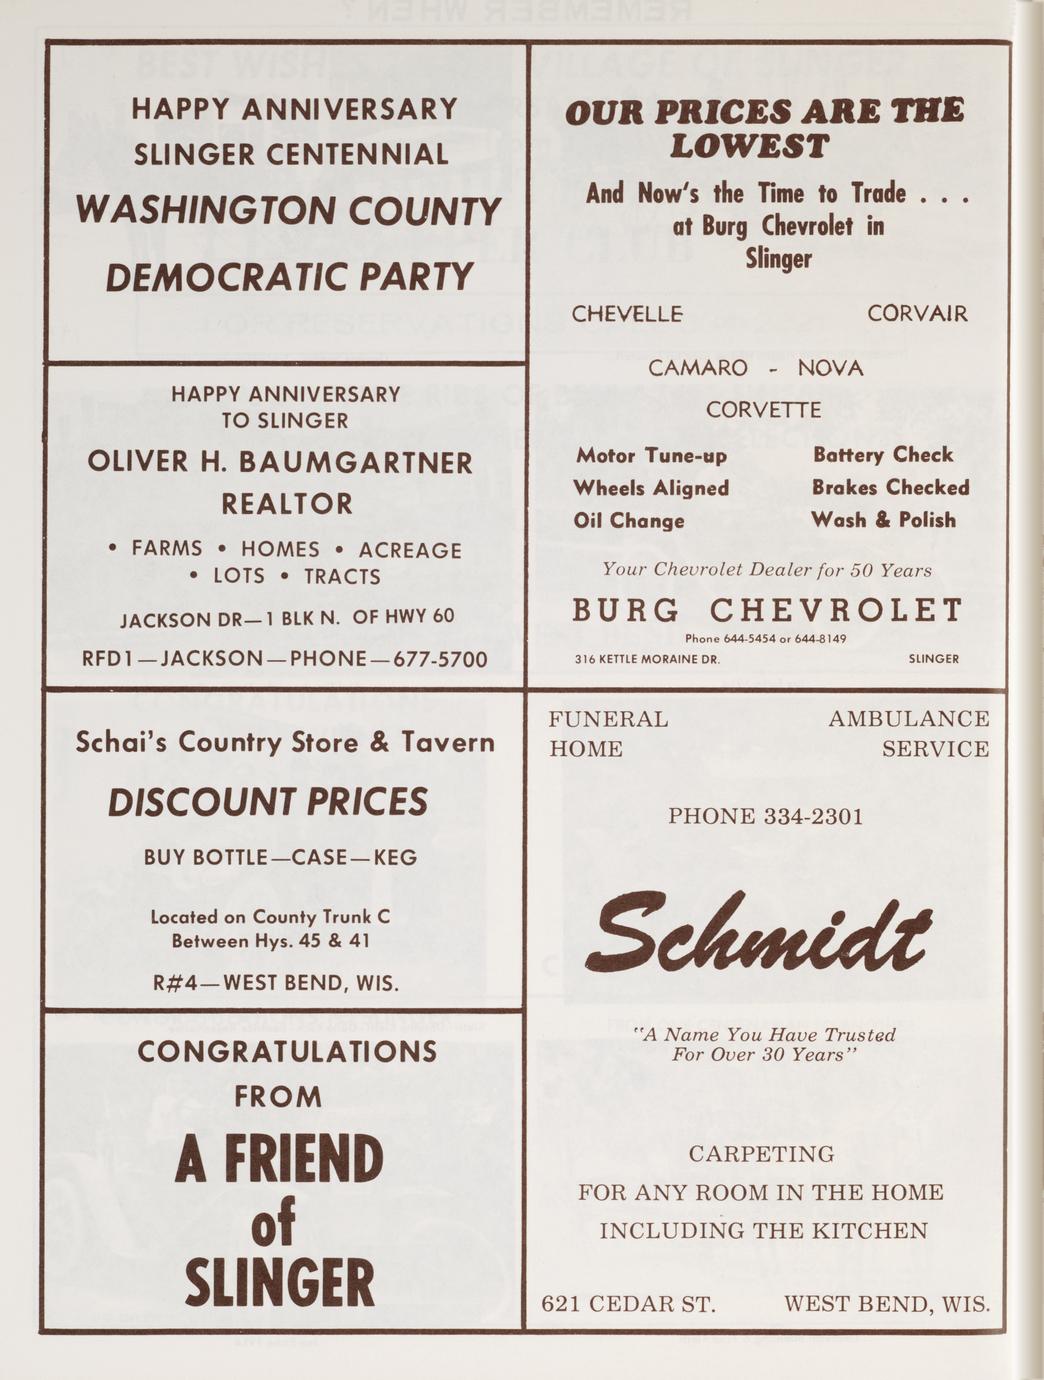 HAPPY ANNIVERSARY
SLINGER CENTENNIAL
WASHINGTON COUNTY
DEMOCRATIC PARTY
HAPPY ANNIVERSARY
TO SLINGER
OLIVER H. BAUMGARTNER
REALTOR
• FARMS • HOMES • ACREAGE
• LOTS • TRACTS
JACKSON DR—1 BLK N. OF HWY 60
RFD1—JACKSON—PHONE—677-5700
Schai's Country Store & Tavern
DISCOUNT PRICES
BUY BOTTLE—CASE—KEG
Located on County Trunk C
Between Hys. 45 & 41
R#4—WEST BEND, WIS.
CONGRATULATIONS
FROM
A FRIEND
of
SLINGER
OUR PRICES ARE THE
LOWEST
And Now's the Time to Trade . . .
at Burg Chevrolet in
Slinger
CHEVELLE CORVAIR
CAMARO - NOVA
CORVETTE
Motor Tune-up Battery Check
Wheels Aligned Brakes Checked
Oil Change Wash & Polish
Your Chevrolet Dealer for 50 Years
BURG CHEVROLET
Phone 644-5454 or 644-8149
316 KETTLE MORAINE DR. SLINGER
FUNERAL AMBULANCE
HOME SERVICE
PHONE 334-2301
Schmidt
"A Name You Have Trusted
For Over 30 Years"
CARPETING
FOR ANY ROOM IN THE HOME
INCLUDING THE KITCHEN
621 CEDAR ST. WEST BEND, WIS.